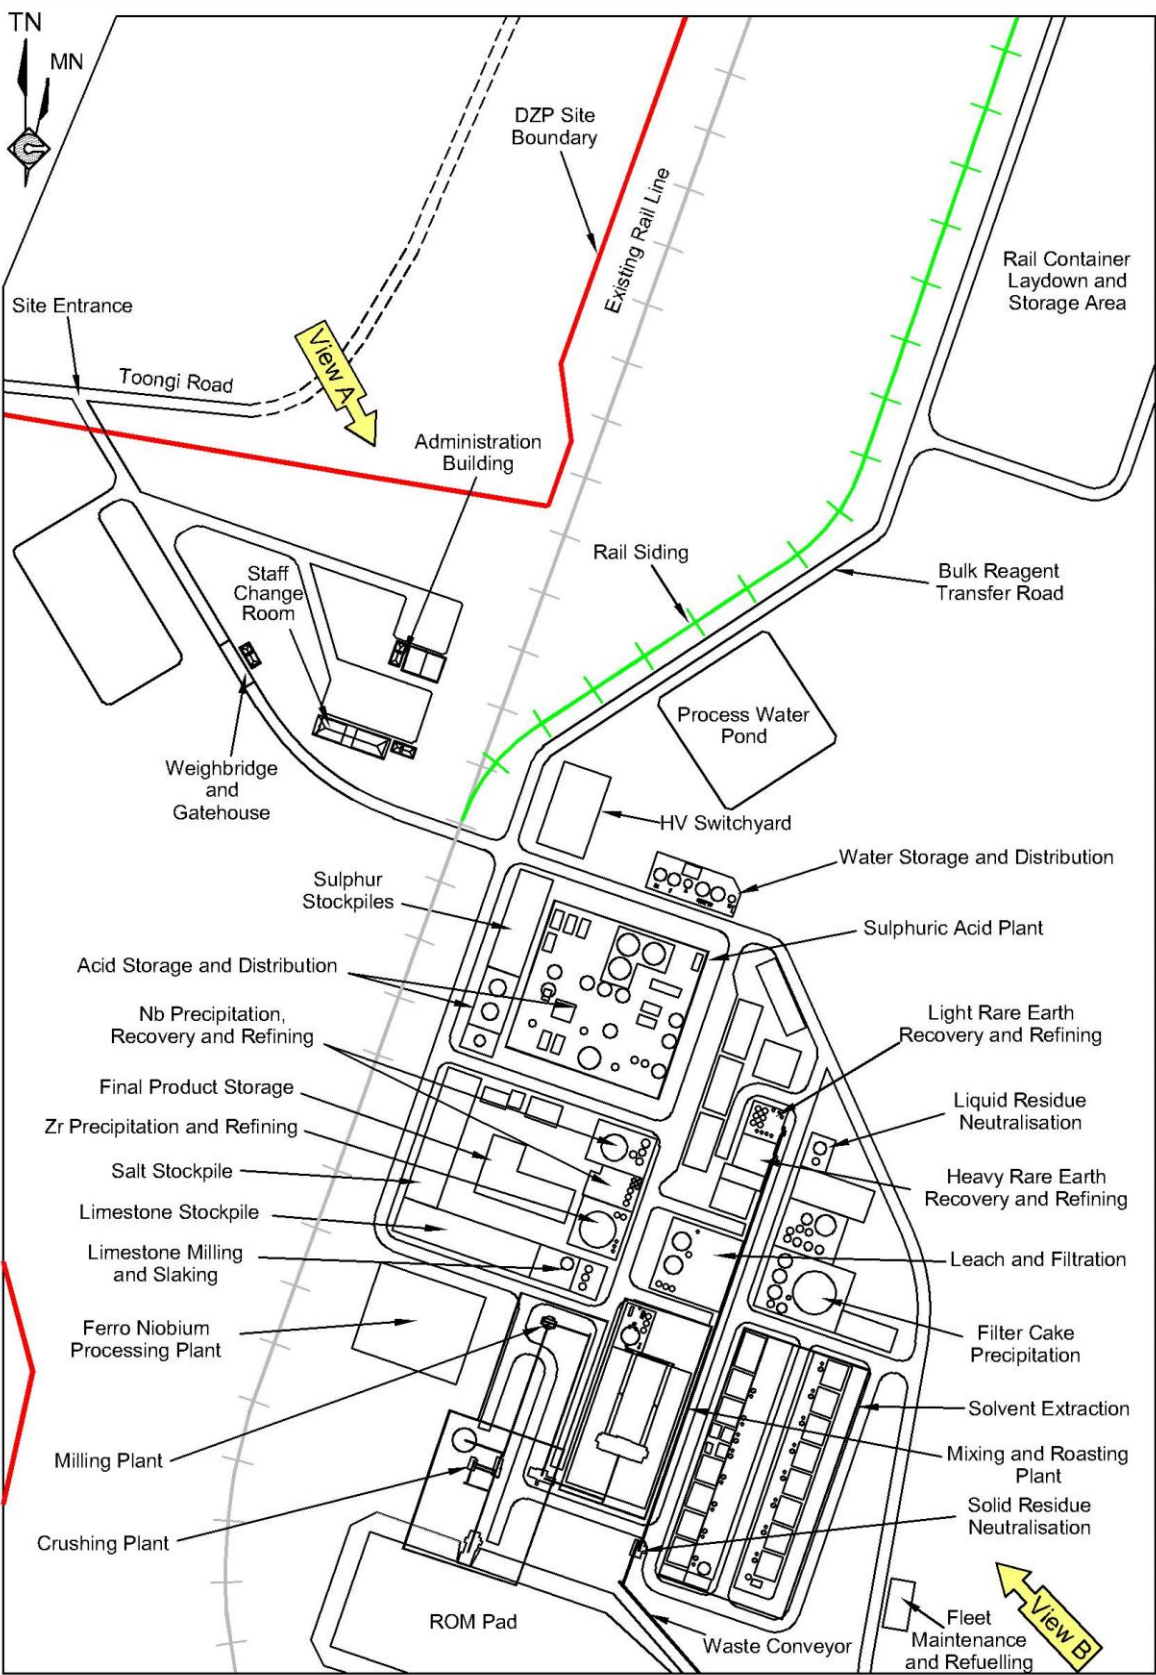 TN
MN
DZP Site
Boundary
Existing Rail Line
Rail Container
Laydown and
Storage Area
Site Entrance
View A
Toongi Road
Administration
Building
Rail Siding
Bulk Reagent
Transfer Road
Staff
Change
Room
Process Water
Pond
Weighbridge
and
Gatehouse
HV Switchyard
Water Storage and Distribution
Sulphur
Stockpiles
Sulphuric Acid Plant
Acid Storage and Distribution
Nb Precipitation,
Recovery and Refining
Light Rare Earth
Recovery and Refining
Final Product Storage
Liquid Residue
Neutralisation
Zr Precipitation and Refining
Salt Stockpile
Heavy Rare Earth
Recovery and Refining
Limestone Stockpile
Limestone Milling
and Slaking
Leach and Filtration
Ferro Niobium
Processing Plant
Filter Cake
Precipitation
Solvent Extraction
Milling Plant
Mixing and Roasting
Plant
Solid Residue
Neutralisation
Crushing Plant
ROM Pad
Waste Conveyor
Fleet
Maintenance
and Refuelling
View B